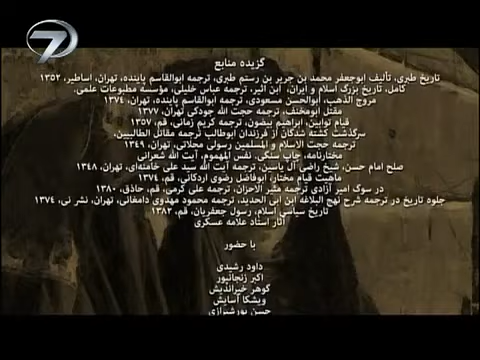 7
گزیده منابع
تاریخ طبری، تألیف ابوجعفر محمد بن جریر بن رستم طبری، ترجمه ابوالقاسم پاینده، تهران، اساطیر، ۱۳۵۲
کامل، تاریخ بزرگ اسلام و ایران، ابن اثیر، ترجمه عباس خلیلی، مؤسسه مطبوعات علمی.
مروج الذهب، ابوالحسن مسعودی، ترجمه ابوالقاسم پاینده، تهران، ۱۳۷۴
مقتل ابومخنف، ترجمه حجت الله جودکی تهران، ۱۳۷۷
قیام توابین، ابراهیم بیضون، ترجمه کریم زمانی، قم، ۱۳۵۷
سرگذشت کشته شدگان از فرزندان ابوطالب ترجمه مقاتل الطالبیین،
ترجمه حجت الاسلام و المسلمین رسولی محلاتی، تهران، ۱۳۴۹
مختارنامه، چاپ سنگی. نفس المهموم، آیت الله شعرانی
صلح امام حسن، شیخ راضی آل یاسین، ترجمه آیت الله سید علی خامنه‌ای، تهران، ۱۳۴۸
ماهیت قیام مختار، ابوفاضل رضوی اردکانی، قم، ۱۳۷۴
در سوک امیر آزادی ترجمه مثیر الاحزان، ترجمه علی کرمی، قم، حاذق، ۱۳۸۰
جلوه تاریخ در ترجمه شرح نهج البلاغه ابن ابی الحدید، ترجمه محمود مهدوی دامغانی، تهران، نشر نی، ۱۳۷۴
تاریخ سیاسی اسلام، رسول جعفریان، قم، ۱۳۸۲
آثار استاد علامه عسکری
با حضور
داود رشیدی
اکبر زنجانپور
گوهر خیراندیش
ویشکا آسایش
حسن پورشیرازی